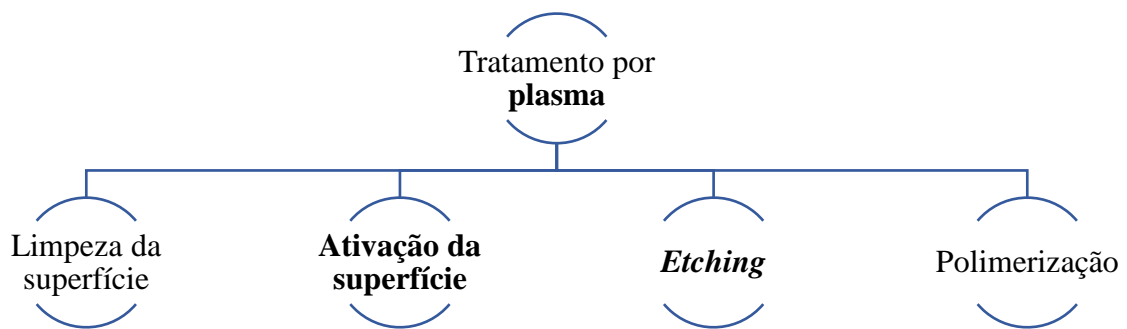 Tratamento por
plasma
Limpeza da
superfície
Ativação da
superfície
Etching
Polimerização